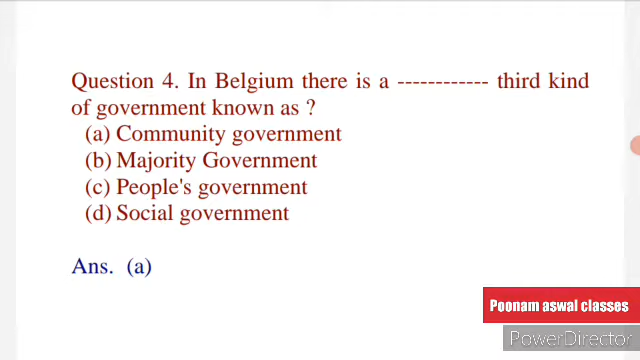 Question 4. In Belgium there is a ------------ third kind
of government known as ?
(a) Community government
(b) Majority Government
(c) People's government
(d) Social government
Ans. (a)
Poonam aswal classes
PowerDirector